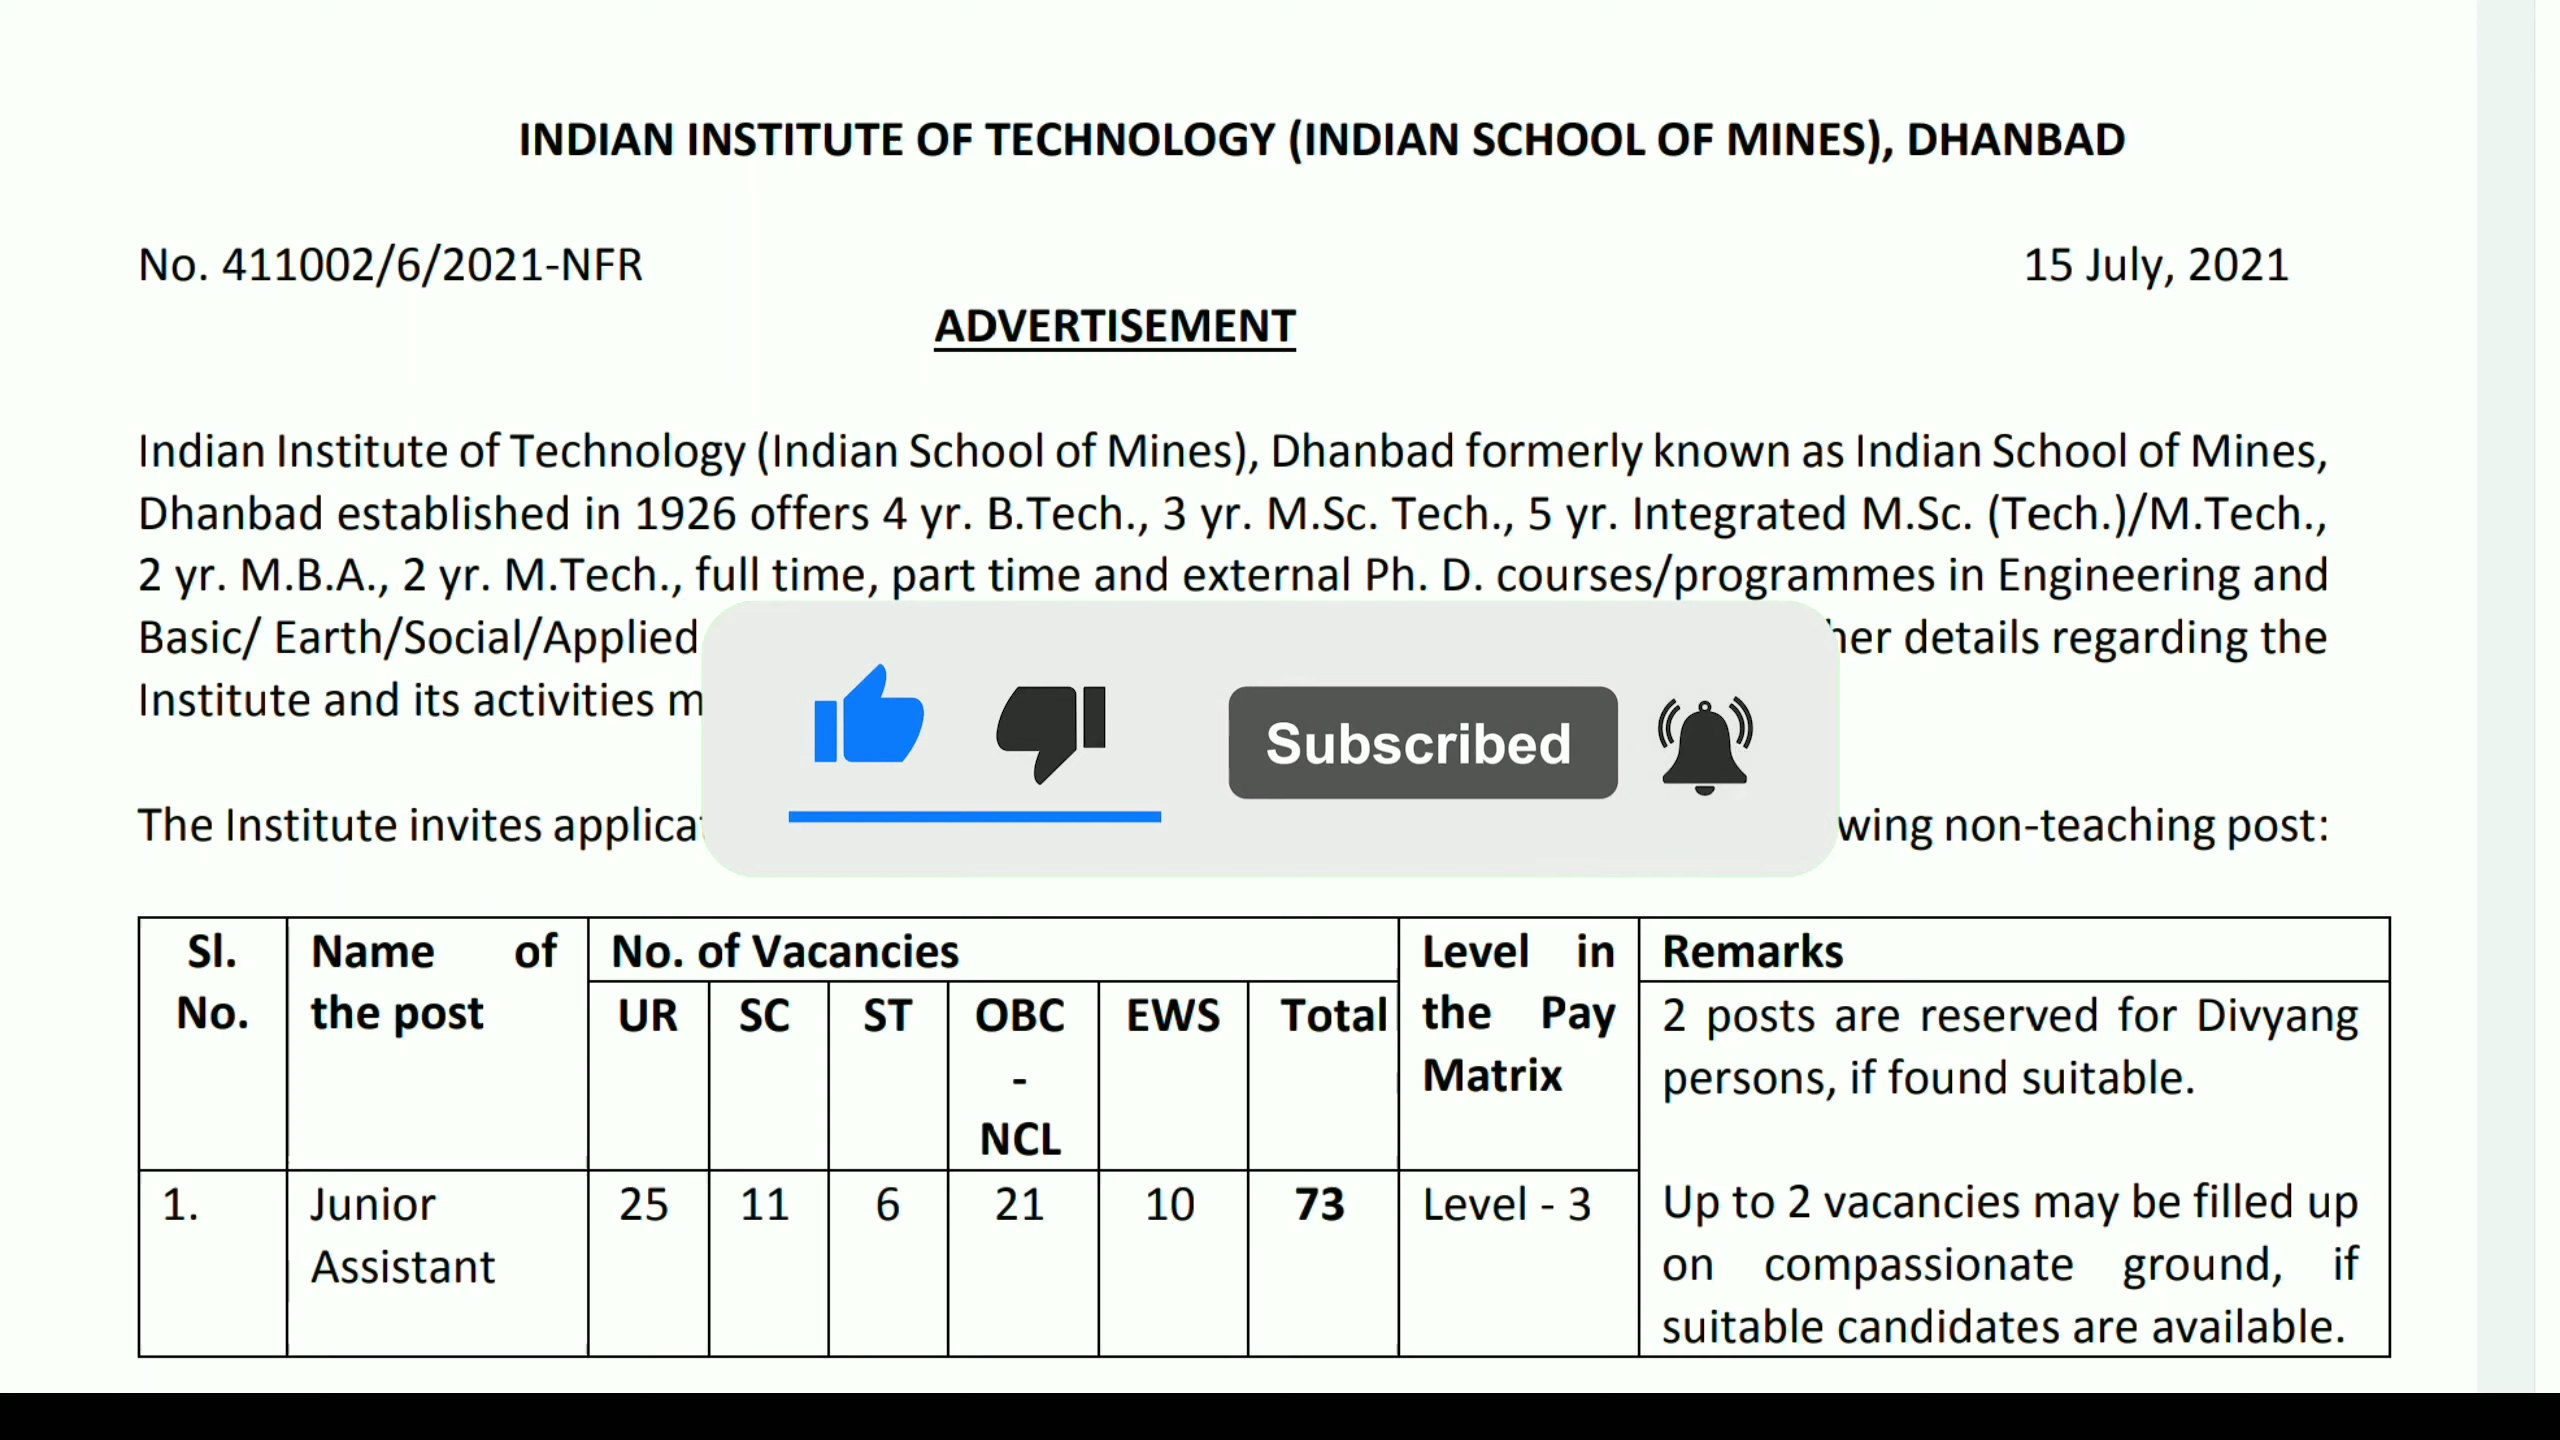 INDIAN INSTITUTE OF TECHNOLOGY (INDIAN SCHOOL OF MINES), DHANBAD
No. 411002/6/2021-NFR 15 July, 2021
ADVERTISEMENT
Indian Institute of Technology (Indian School of Mines), Dhanbad formerly known as Indian School of Mines,
Dhanbad established in 1926 offers 4 yr. B.Tech., 3 yr. M.Sc. Tech., 5 yr. Integrated M.Sc. (Tech.)/M.Tech.,
2 yr. M.B.A., 2 yr. M.Tech., full time, part time and external Ph. D. courses/programmes in Engineering and
Basic/ Earth/Social/Applied details regarding the
Institute and its activities
Subscribed
The Institute invites non-teaching post:
Sl. No. Name of the post No. of Vacancies Level in the Pay Matrix Remarks
UR SC ST OBC - NCL EWS Total
2 posts are reserved for Divyang
persons, if found suitable.
1. Junior Assistant 25 11 6 21 10 73 Level - 3
Up to 2 vacancies may be filled up
on compassionate ground, if
suitable candidates are available.